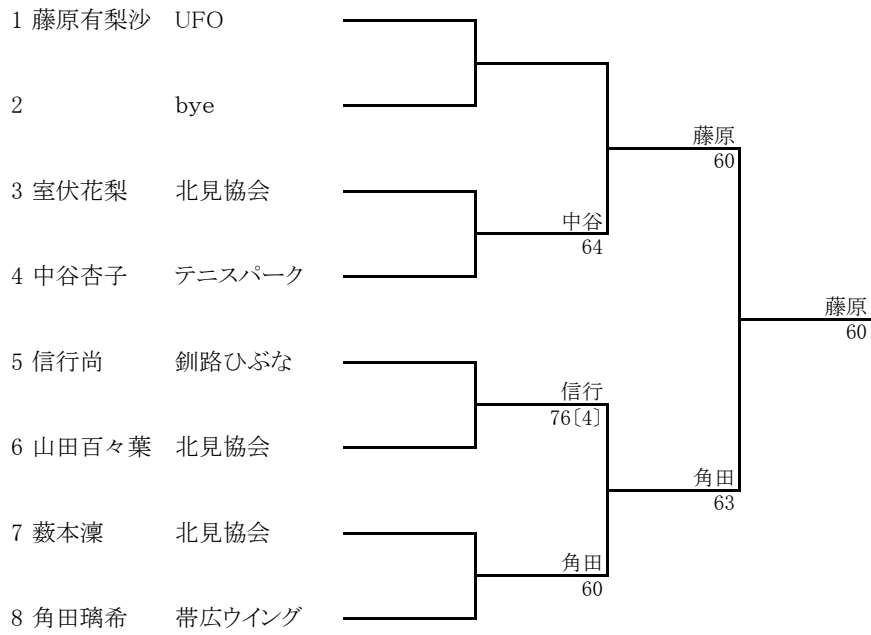 1 藤原有梨沙 UFO
2 bye
藤原
60
3 室伏花梨 北見協会
中谷
64
4 中谷杏子 テニスパーク
藤原
60
5 信行尚 釧路ひぶな
信行
76〔4〕
6 山田百々葉 北見協会
角田
63
7 薮本凜 北見協会
角田
60
8 角田璃希 帯広ウイング